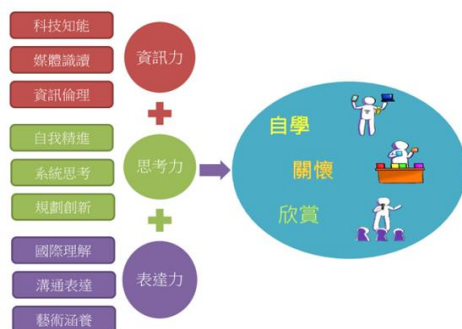 科技知能
媒體識讀
資訊倫理
資訊力
自我精進
系統思考
規劃創新
思考力
國際理解
溝通表達
藝術涵養
表達力
自學
關懷
欣賞